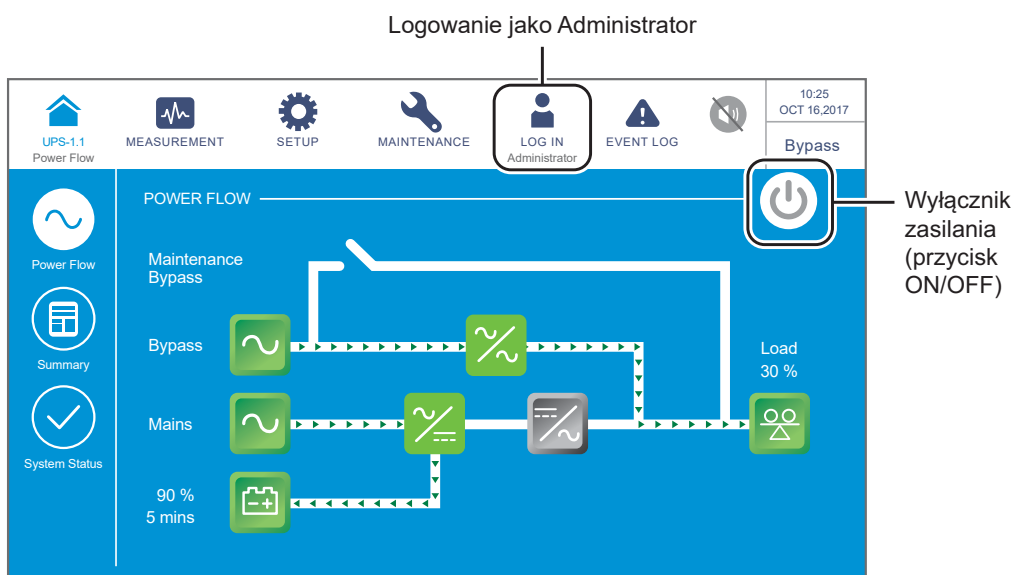 Logowanie jako Administrator
UPS-1.1
Power Flow
MEASUREMENT
SETUP
MAINTENANCE
LOG IN
Administrator
EVENT LOG
10:25
OCT 16,2017
Bypass
Wyłącznik
zasilania
(przycisk
ON/OFF)
Power Flow
Summary
System Status
POWER FLOW
Maintenance
Bypass
Bypass
Mains
90 %
5 mins
Load
30 %